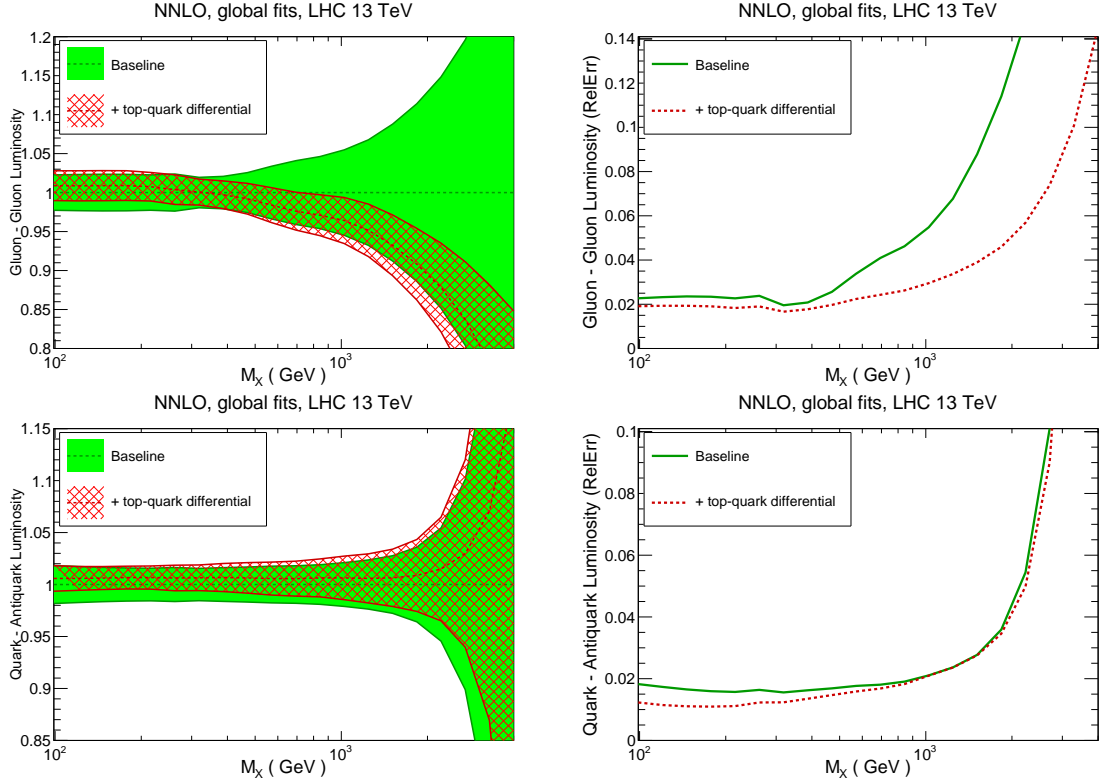 NNLO, global fits, LHC 13 TeV
Gluon - Gluon Luminosity
1.2
1.15
1.1
1.05
1
0.95
0.9
0.85
0.8
Baseline
+ top-quark differential
10²
10³
M_X ( GeV )
NNLO, global fits, LHC 13 TeV
Gluon - Gluon Luminosity (RelErr)
0.14
0.12
0.1
0.08
0.06
0.04
0.02
0
Baseline
+ top-quark differential
10²
10³
M_X ( GeV )
NNLO, global fits, LHC 13 TeV
Quark - Antiquark Luminosity
1.15
1.1
1.05
1
0.95
0.9
0.85
Baseline
+ top-quark differential
10²
10³
M_X ( GeV )
NNLO, global fits, LHC 13 TeV
Quark - Antiquark Luminosity (RelErr)
0.1
0.08
0.06
0.04
0.02
0
Baseline
+ top-quark differential
10²
10³
M_X ( GeV )